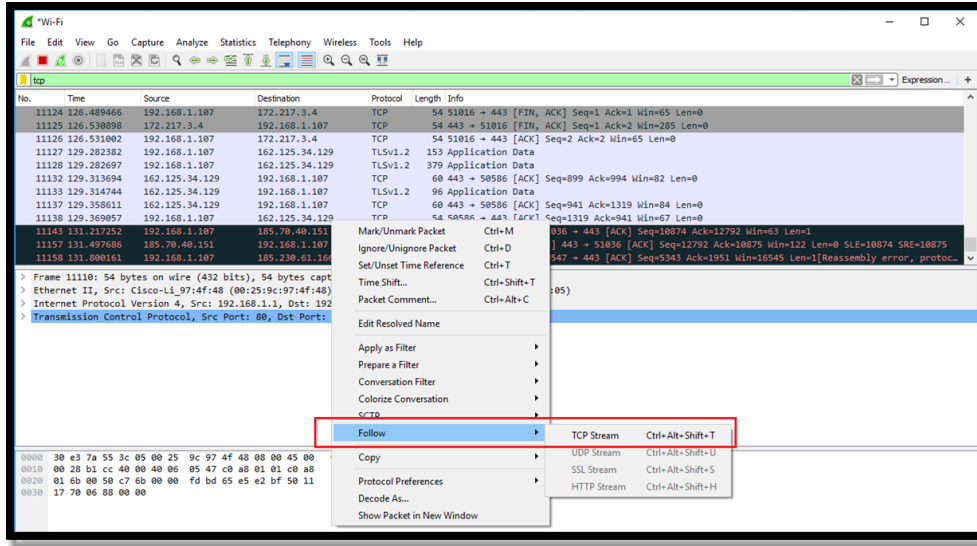 *Wi-Fi
File Edit View Go Capture Analyze Statistics Telephony Wireless Tools Help
tcp Expression... +
No. Time Source Destination Protocol Length Info
11124 126.489466 192.168.1.107 172.217.3.4 TCP 54 51016 → 443 [FIN, ACK] Seq=1 Ack=1 Win=65 Len=0
11125 126.530898 172.217.3.4 192.168.1.107 TCP 54 443 → 51016 [FIN, ACK] Seq=1 Ack=2 Win=285 Len=0
11126 126.531002 192.168.1.107 172.217.3.4 TCP 54 51016 → 443 [ACK] Seq=2 Ack=2 Win=65 Len=0
11127 129.282382 192.168.1.107 162.125.34.129 TLSv1.2 153 Application Data
11128 129.282697 192.168.1.107 162.125.34.129 TLSv1.2 379 Application Data
11132 129.313694 162.125.34.129 192.168.1.107 TCP 60 443 → 50586 [ACK] Seq=899 Ack=994 Win=82 Len=0
11133 129.314744 162.125.34.129 192.168.1.107 TLSv1.2 96 Application Data
11137 129.358611 162.125.34.129 192.168.1.107 TCP 60 443 → 50586 [ACK] Seq=941 Ack=1319 Win=84 Len=0
11138 129.369057 192.168.1.107 162.125.34.129 TCP 54 50586 → 443 [ACK] Seq=1319 Ack=941 Win=67 Len=0
11143 131.217252 192.168.1.107 185.70.40.151 036 → 443 [ACK] Seq=10874 Ack=12792 Win=63 Len=1
11157 131.497686 185.70.40.151 192.168.1.107 ] 443 → 51036 [ACK] Seq=12792 Ack=10875 Win=122 Len=0 SLE=10874 SRE=10875
11158 131.800161 192.168.1.107 185.230.61.166 547 → 443 [ACK] Seq=5343 Ack=1951 Win=16545 Len=1[Reassembly error, protoc…
Frame 11110: 54 bytes on wire (432 bits), 54 bytes capt
Ethernet II, Src: Cisco-Li_97:4f:48 (00:25:9c:97:4f:48) :05)
Internet Protocol Version 4, Src: 192.168.1.1, Dst: 192
Transmission Control Protocol, Src Port: 80, Dst Port:
Mark/Unmark Packet Ctrl+M
Ignore/Unignore Packet Ctrl+D
Set/Unset Time Reference Ctrl+T
Time Shift... Ctrl+Shift+T
Packet Comment... Ctrl+Alt+C
Edit Resolved Name
Apply as Filter
Prepare a Filter
Conversation Filter
Colorize Conversation
SCTP
Follow
TCP Stream Ctrl+Alt+Shift+T
UDP Stream Ctrl+Alt+Shift+U
SSL Stream Ctrl+Alt+Shift+S
HTTP Stream Ctrl+Alt+Shift+H
Copy
Protocol Preferences
Decode As...
Show Packet in New Window
0000 30 e3 7a 55 3c 05 00 25 9c 97 4f 48 08 00 45 00
0010 00 28 b1 cc 40 00 40 06 05 47 c0 a8 01 01 c0 a8
0020 01 6b 00 50 c7 6b 00 00 fd bd 65 e5 e2 bf 50 11
0030 17 70 06 88 00 00